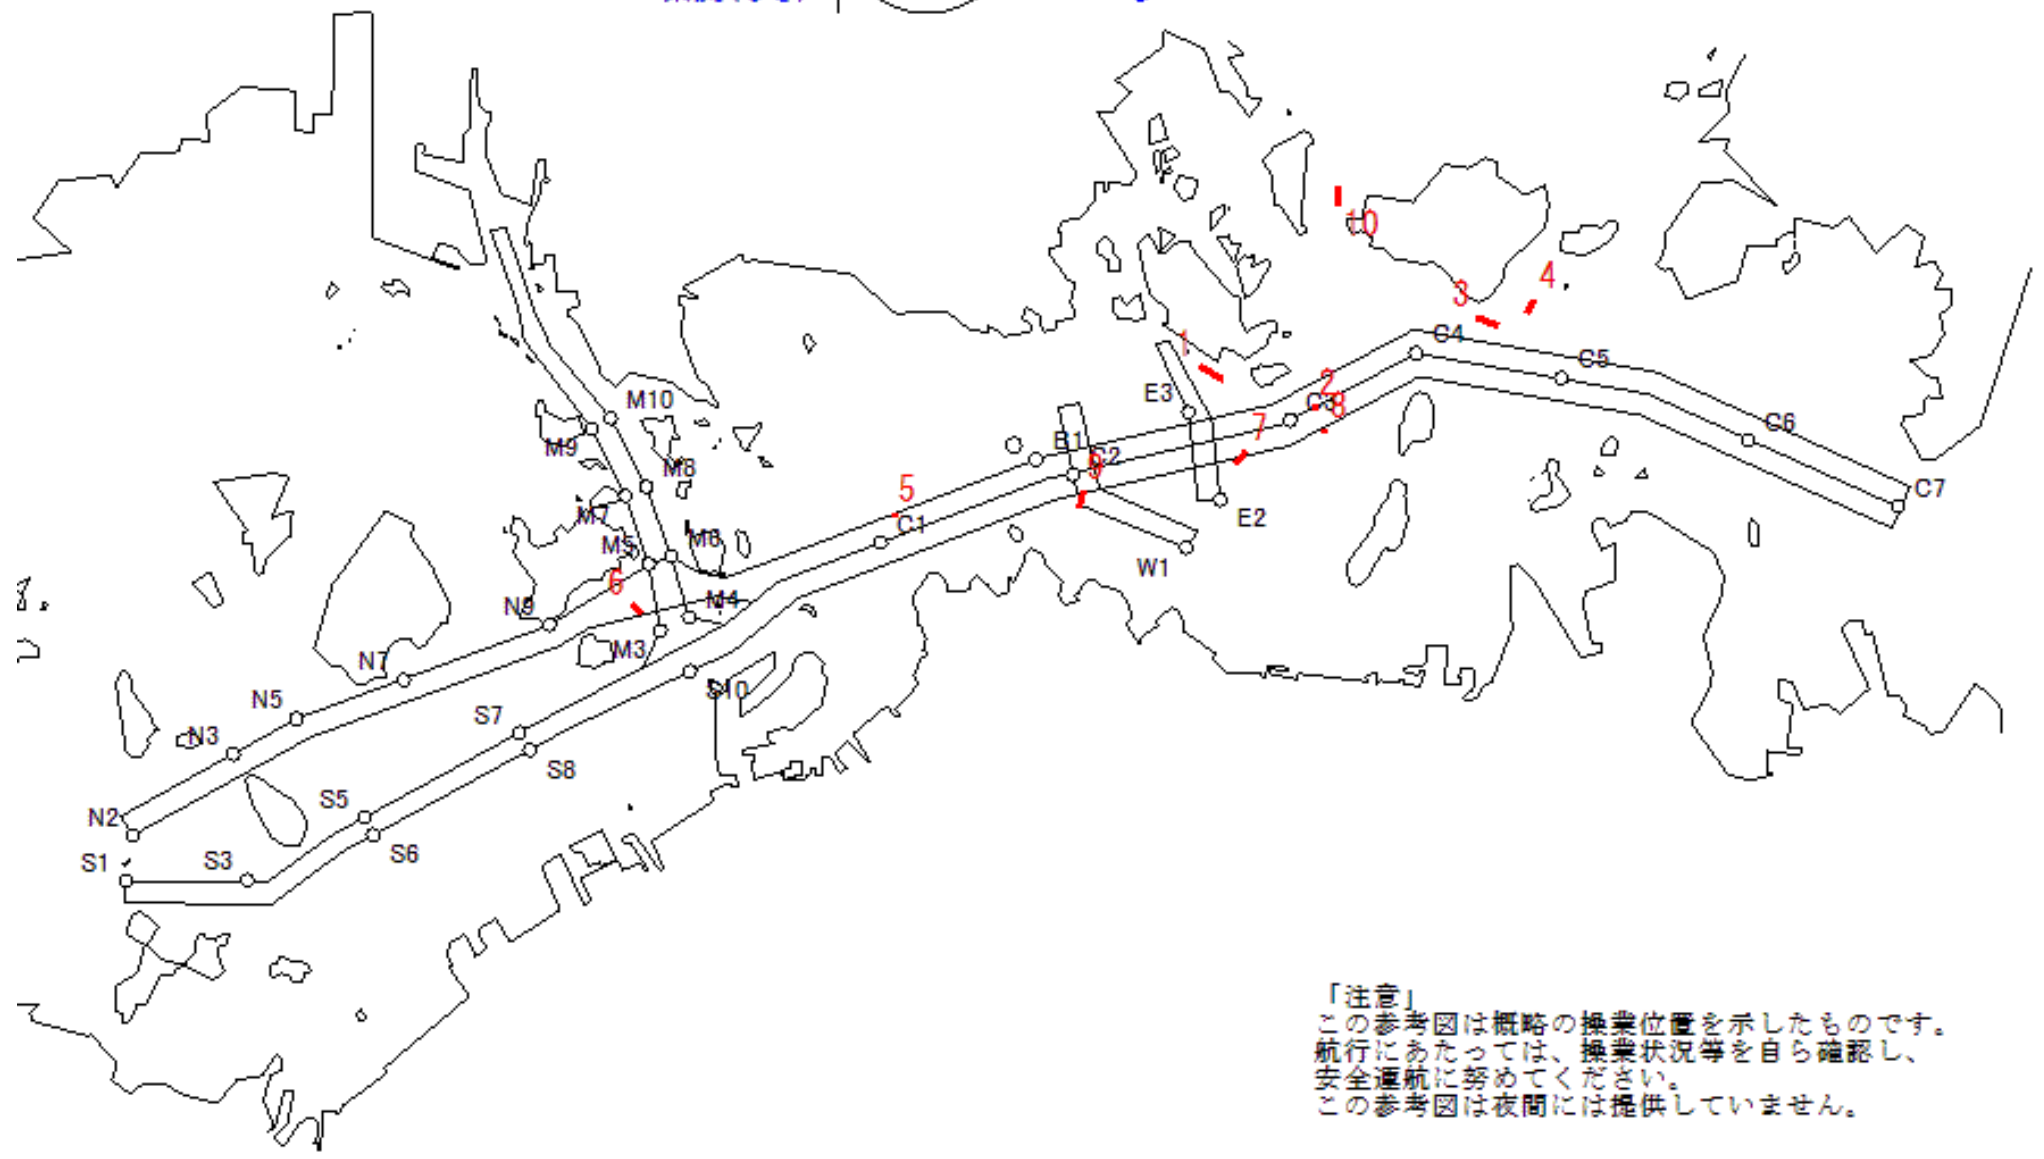 10
4
3
C4
1
C5
2
E3
C3
8
M10
7
C6
B1
M9
C2
M8
9
C7
5
M7
E2
C1
M5
M6
W1
6
N9
M4
M3
N7
S10
N5
S7
N3
S8
S5
N2
S1
S3
S6
「注意」
この参考図は概略の操業位置を示したものです。
航行にあたっては、操業状況等を自ら確認し、
安全運航に努めてください。
この参考図は夜間には提供していません。